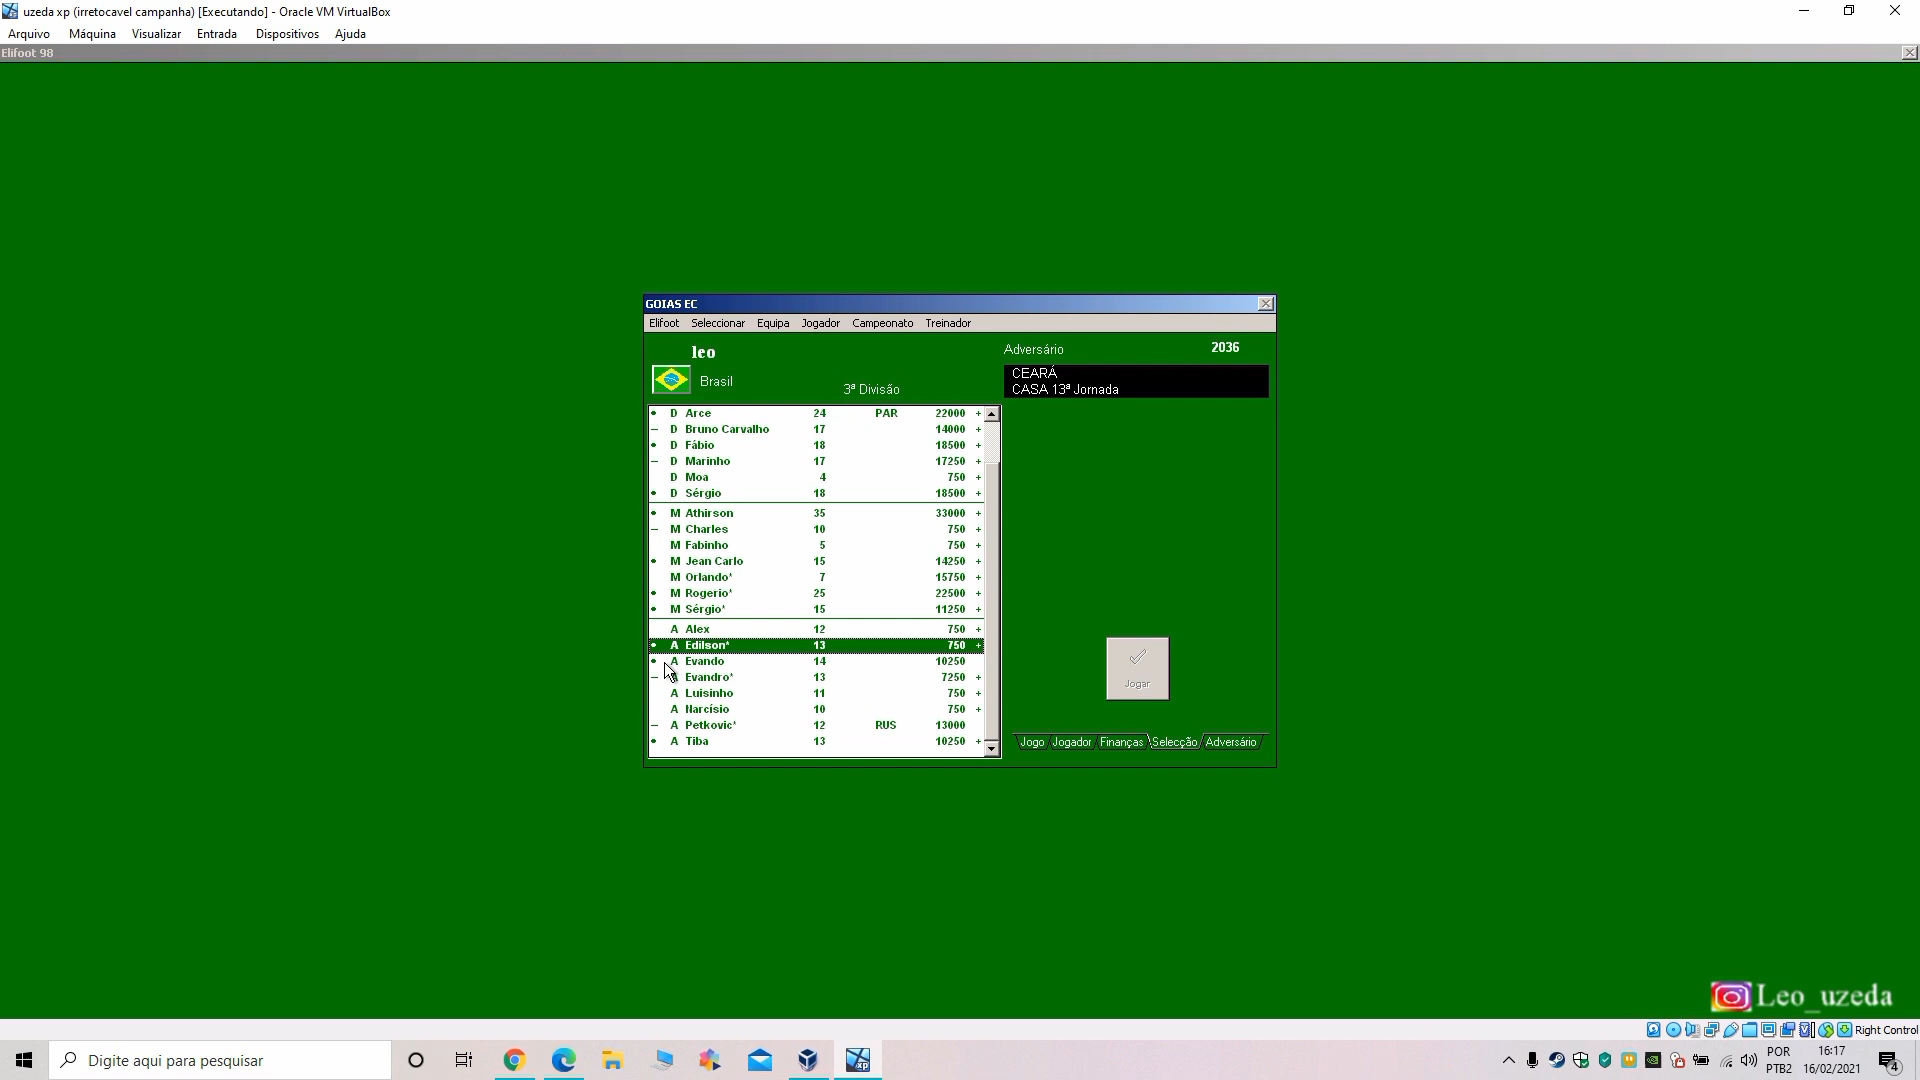 uzeda xp (irretocavel campanha) [Executando] - Oracle VM VirtualBox
Arquivo Máquina Visualizar Entrada Dispositivos Ajuda
Elifoot 98
GOIAS EC
Elifoot Seleccionar Equipa Jogador Campeonato Treinador
leo
Brasil
3ª Divisão
Adversário 2036
CEARÁ
CASA 13ª Jornada
• D Arce 24 PAR 22000 +
– D Bruno Carvalho 17 14000 +
• D Fábio 18 18500 +
– D Marinho 17 17250 +
D Moa 4 750 +
• D Sérgio 18 18500 +
• M Athirson 35 33000 +
– M Charles 10 750 +
M Fabinho 5 750 +
• M Jean Carlo 15 14250 +
M Orlando* 7 15750 +
• M Rogerio* 25 22500 +
• M Sérgio* 15 11250 +
A Alex 12 750 +
• A Edilson* 13 750 +
• A Evando 14 10250
– A Evandro* 13 7250 +
A Luisinho 11 750 +
A Narcísio 10 750 +
– A Petkovic* 12 RUS 13000
• A Tiba 13 10250 +
Jogar
Jogo Jogador Finanças Selecção Adversário
Leo_uzeda
Right Control
Digite aqui para pesquisar
POR
PTB2
16:17
16/02/2021
4